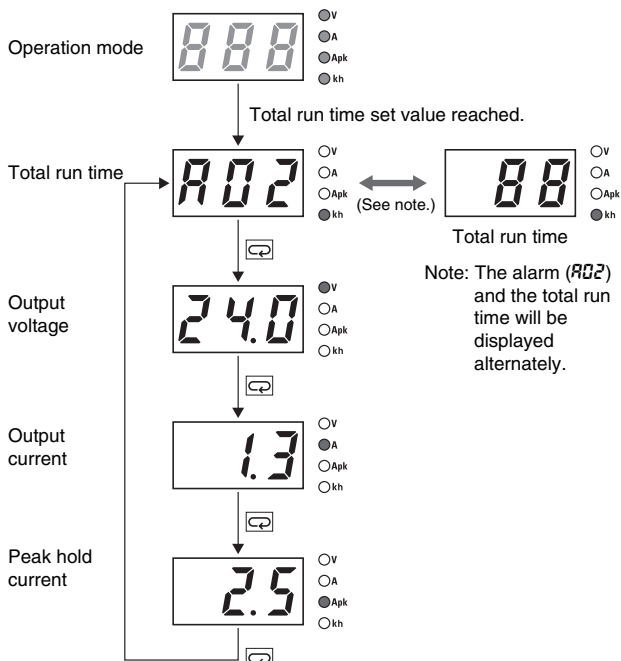 Operation mode
888
V
A
Apk
kh
Total run time set value reached.
Total run time
A02
V
A
Apk
kh
(See note.)
88
V
A
Apk
kh
Total run time
Note: The alarm (A02)
and the total run
time will be
displayed
alternately.
Output
voltage
24.0
V
A
Apk
kh
Output
current
1.3
V
A
Apk
kh
Peak hold
current
2.5
V
A
Apk
kh